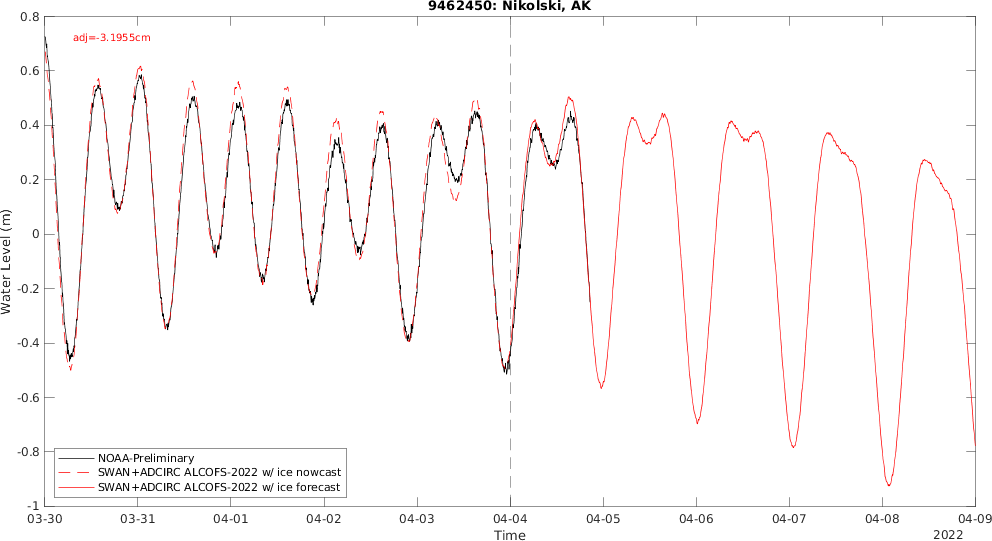 9462450: Nikolski, AK
adj=-3.1955cm
Water Level (m)
0.8
0.6
0.4
0.2
0
-0.2
-0.4
-0.6
-0.8
-1
NOAA-Preliminary
SWAN+ADCIRC ALCOFS-2022 w/ ice nowcast
SWAN+ADCIRC ALCOFS-2022 w/ ice forecast
03-30 03-31 04-01 04-02 04-03 04-04 04-05 04-06 04-07 04-08 04-09
Time
2022